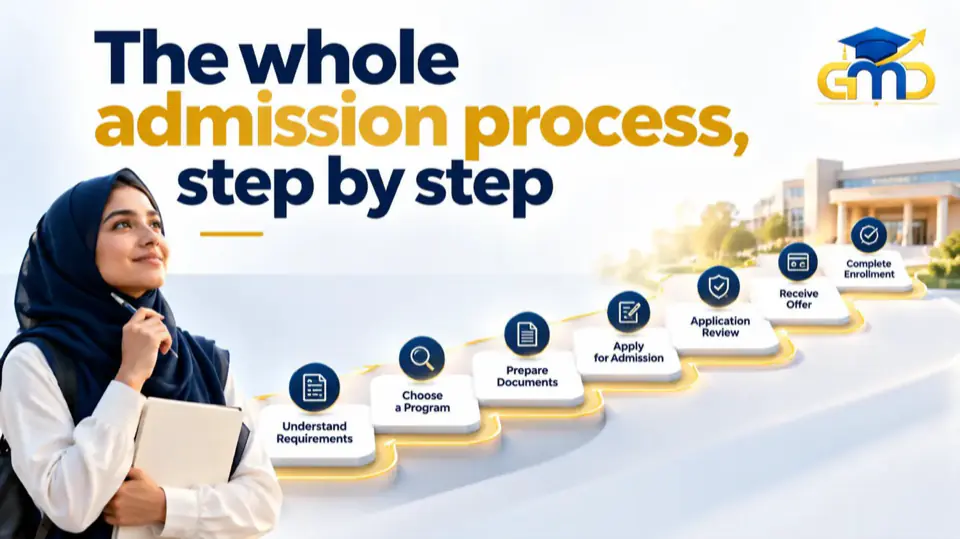 The whole
admission process,
step by step
GMD
Understand
Requirements
Choose
a Program
Prepare
Documents
Apply
for Admission
Application
Review
Receive
Offer
Complete
Enrollment